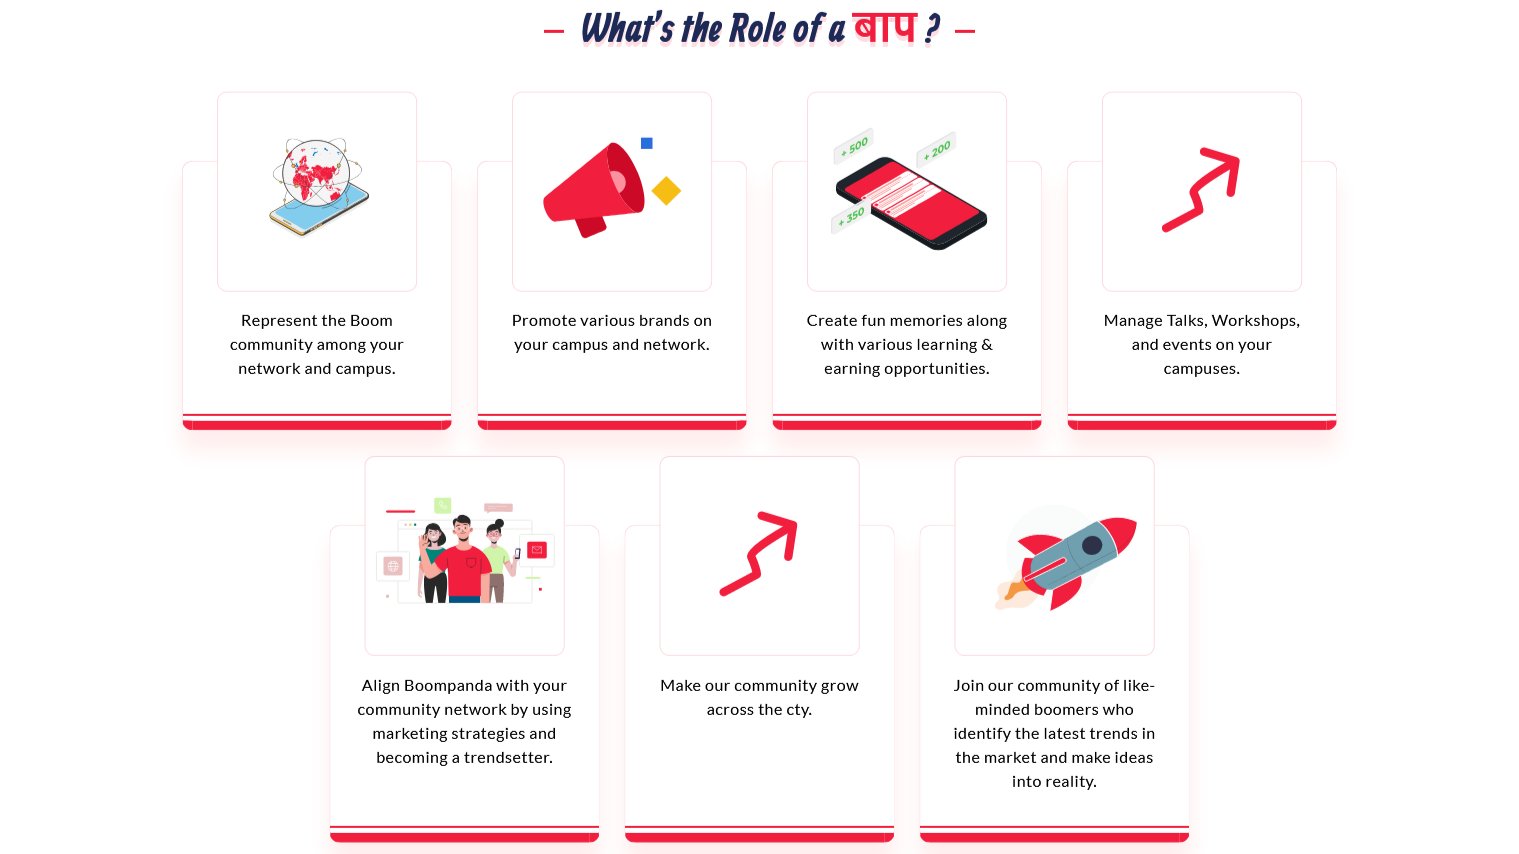 What's the Role of a बाप ?
+ 500
+ 200
+ 350
Represent the Boom
community among your
network and campus.
Promote various brands on
your campus and network.
Create fun memories along
with various learning &
earning opportunities.
Manage Talks, Workshops,
and events on your
campuses.
Align Boompanda with your
community network by using
marketing strategies and
becoming a trendsetter.
Make our community grow
across the cty.
Join our community of like-
minded boomers who
identify the latest trends in
the market and make ideas
into reality.